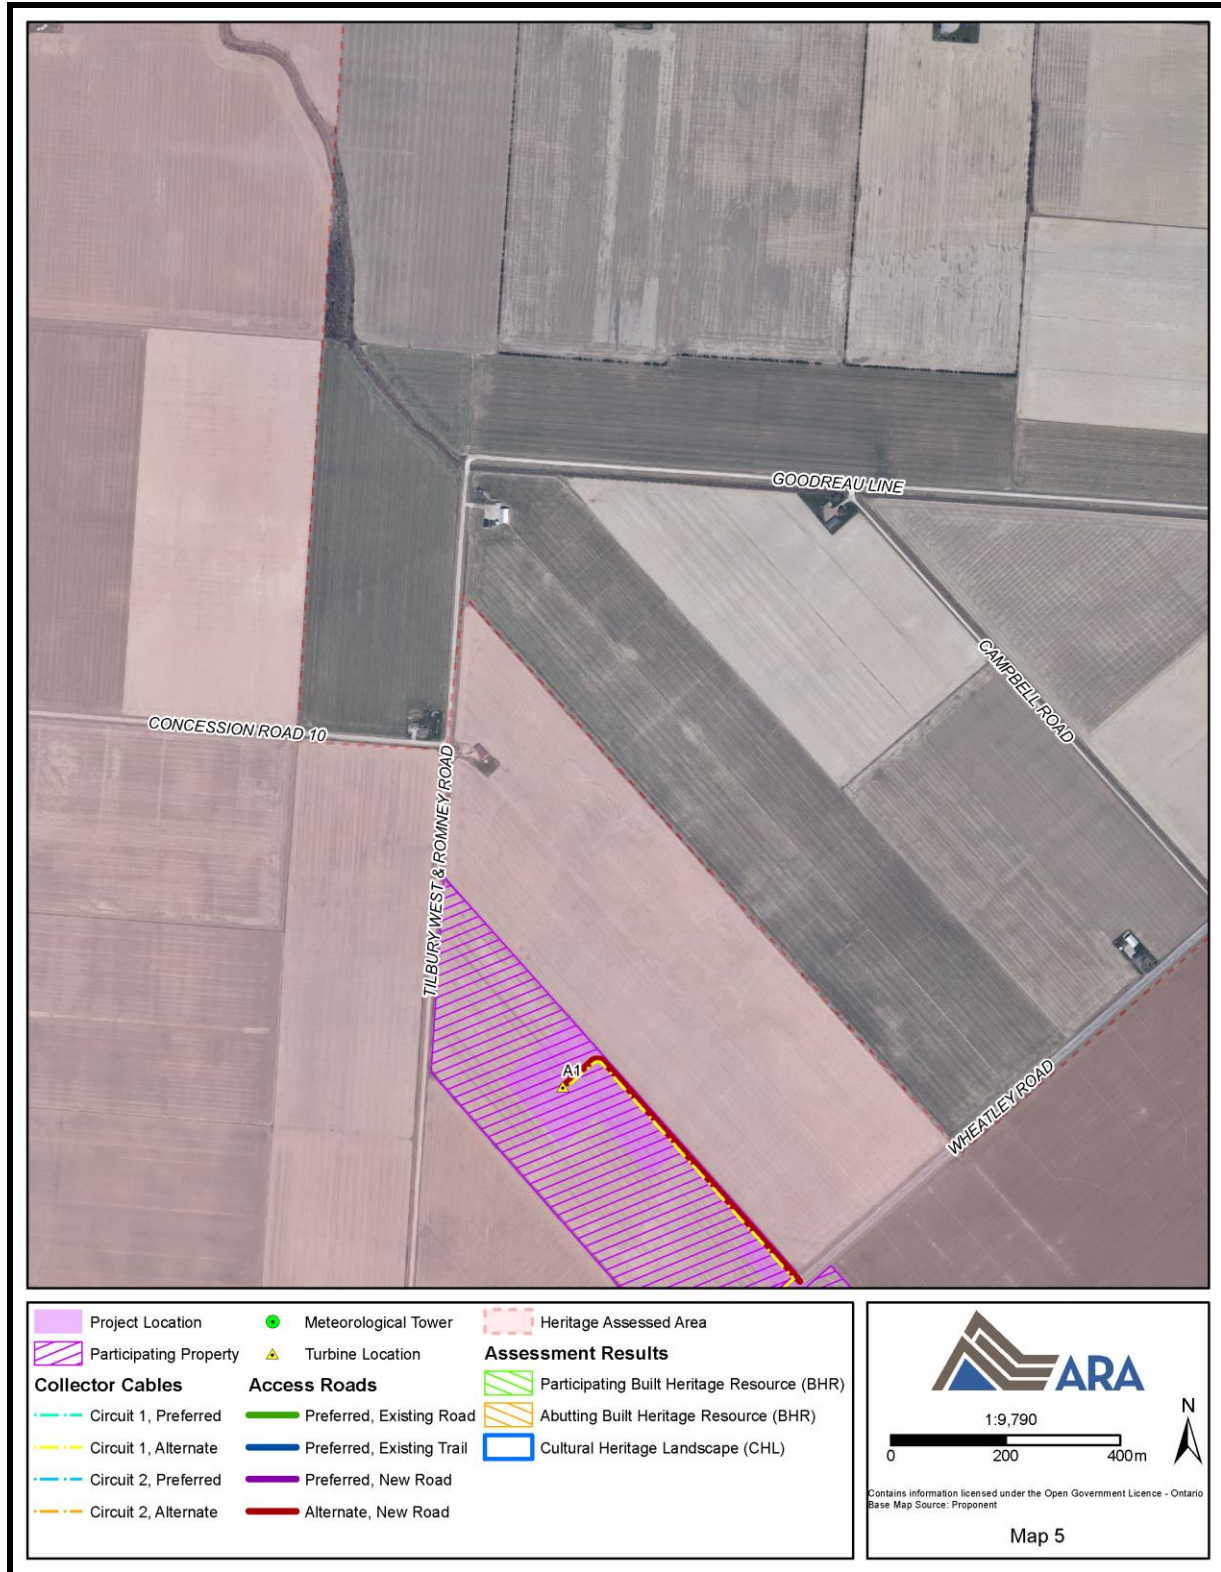 GOODREAU LINE
CAMPBELL ROAD
CONCESSION ROAD 10
TILBURY WEST & ROMNEY ROAD
A1
WHEATLEY ROAD
Project Location
Participating Property
Collector Cables
Circuit 1, Preferred
Circuit 1, Alternate
Circuit 2, Preferred
Circuit 2, Alternate
Meteorological Tower
Turbine Location
Access Roads
Preferred, Existing Road
Preferred, Existing Trail
Preferred, New Road
Alternate, New Road
Heritage Assessed Area
Assessment Results
Participating Built Heritage Resource (BHR)
Abutting Built Heritage Resource (BHR)
Cultural Heritage Landscape (CHL)
ARA
1:9,790
N
0 200 400m
Contains information licensed under the Open Government Licence - Ontario
Base Map Source: Proponent
Map 5